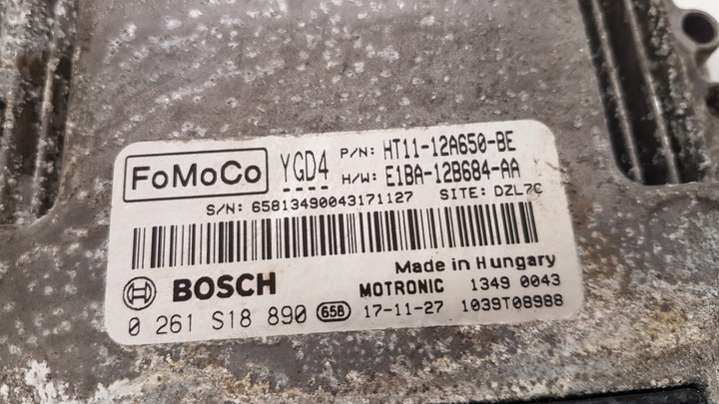 FoMoCo YGD4 P/N: HT11-12A650-BE
H/W: E1BA-12B684-AA
S/N: 65813490043171127 SITE: DZL7C
Made in Hungary
BOSCH MOTRONIC 1349 0043
0 261 S18 890 658 17-11-27 1039T08988